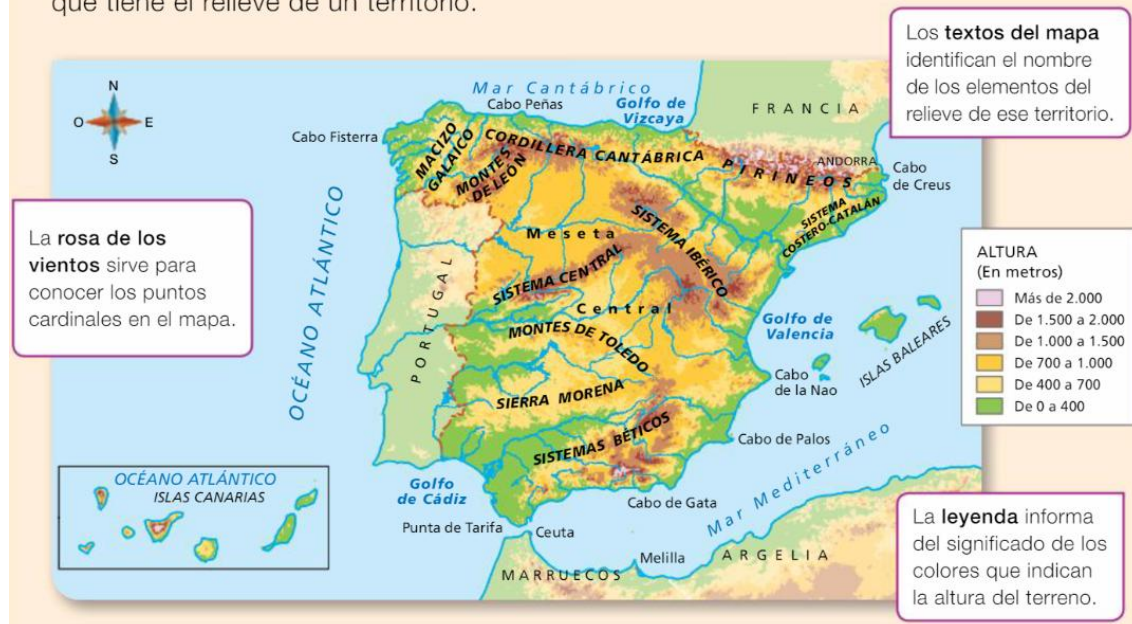 que tiene el relieve de un territorio.
Los textos del mapa
identifican el nombre
de los elementos del
relieve de ese territorio.
N
O
E
S
Mar Cantábrico
Cabo Peñas
Golfo de
Vizcaya
FRANCIA
Cabo Fisterra
MACIZO
GALAICO
MONTES
DE LEÓN
CORDILLERA CANTÁBRICA
PIRINEOS
ANDORRA
Cabo
de Creus
SISTEMA
COSTERO-CATALÁN
La rosa de los
vientos sirve para
conocer los puntos
cardinales en el mapa.
OCÉANO ATLÁNTICO
PORTUGAL
Meseta
Central
SISTEMA IBÉRICO
SISTEMA CENTRAL
MONTES DE TOLEDO
SIERRA MORENA
SISTEMAS BÉTICOS
Golfo de
Valencia
ISLAS BALEARES
Cabo
de la Nao
Cabo de Palos
Mar Mediterráneo
Cabo de Gata
Golfo
de Cádiz
Punta de Tarifa
Ceuta
Melilla
MARRUECOS
ARGELIA
OCÉANO ATLÁNTICO
ISLAS CANARIAS
ALTURA
(En metros)
Más de 2.000
De 1.500 a 2.000
De 1.000 a 1.500
De 700 a 1.000
De 400 a 700
De 0 a 400
La leyenda informa
del significado de los
colores que indican
la altura del terreno.